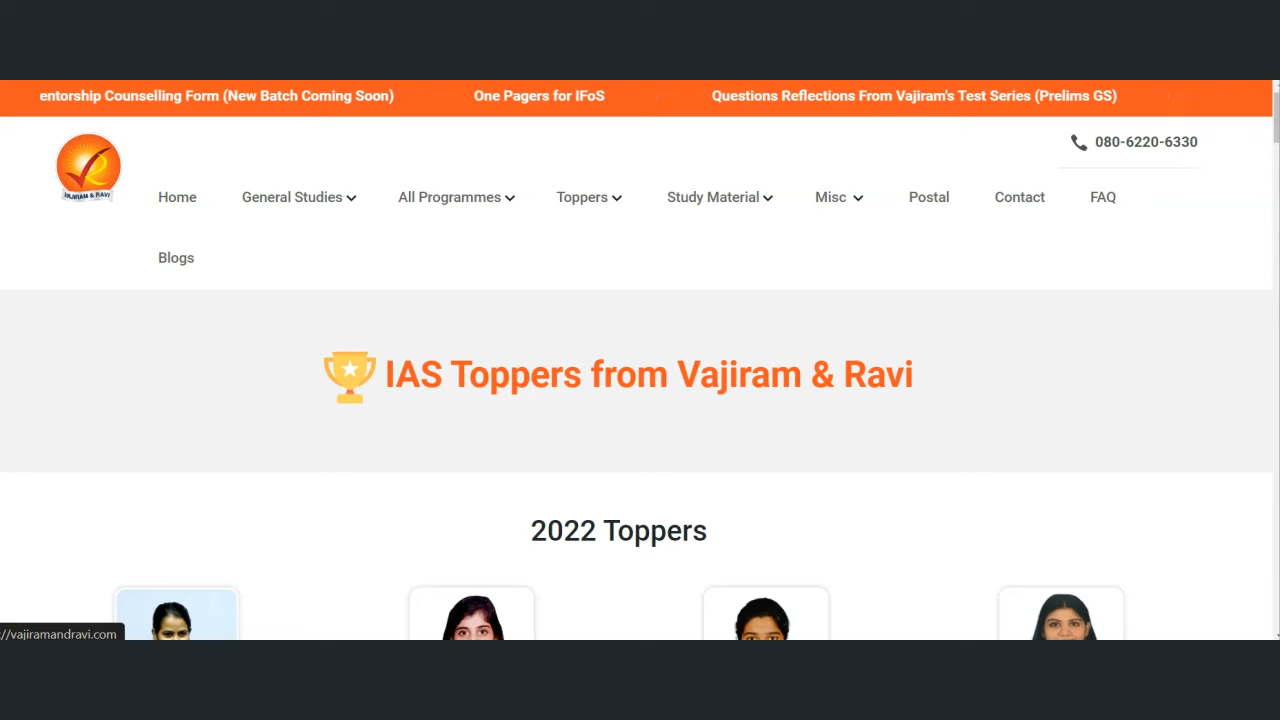 entorship Counselling Form (New Batch Coming Soon) One Pagers for IFoS Questions Reflections From Vajiram's Test Series (Prelims GS)
080-6220-6330
VAJIRAM & RAVI
Home General Studies All Programmes Toppers Study Material Misc Postal Contact FAQ
Blogs
IAS Toppers from Vajiram & Ravi
2022 Toppers
://vajiramandravi.com